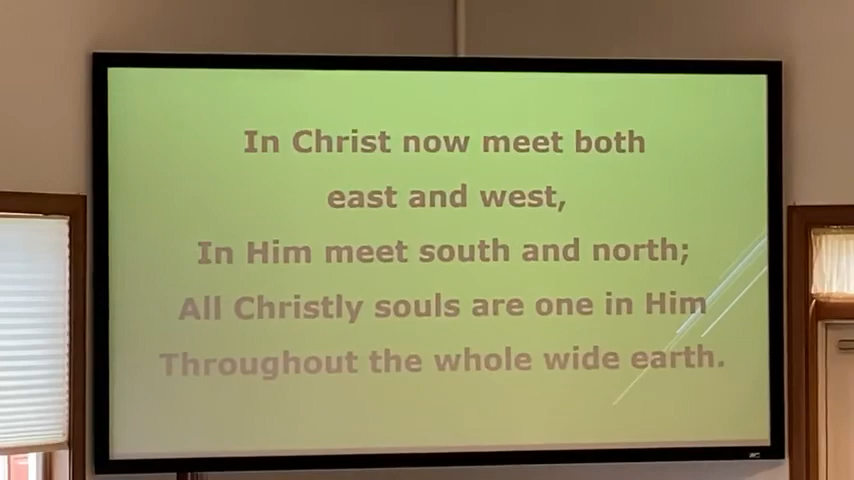 In Christ now meet both
east and west,
In Him meet south and north;
All Christly souls are one in Him
Throughout the whole wide earth.